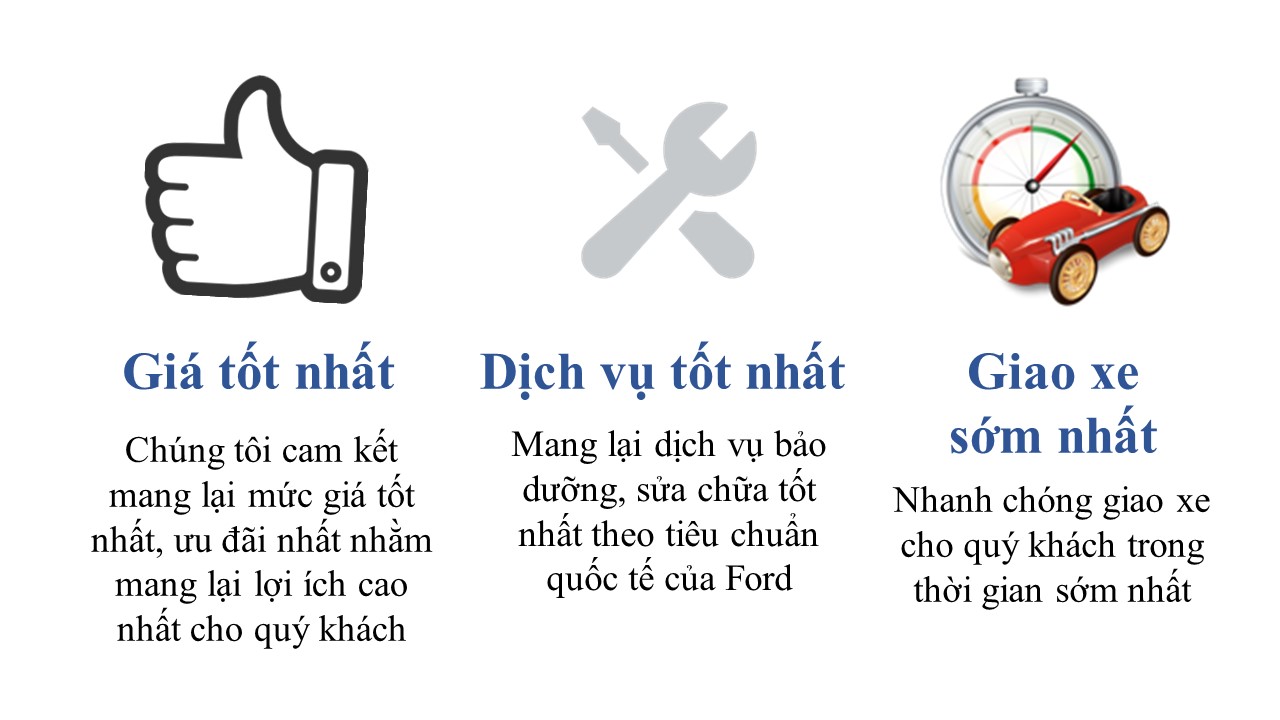 Giá tốt nhất
Chúng tôi cam kết
mang lại mức giá tốt
nhất, ưu đãi nhất nhằm
mang lại lợi ích cao
nhất cho quý khách
Dịch vụ tốt nhất
Mang lại dịch vụ bảo
dưỡng, sửa chữa tốt
nhất theo tiêu chuẩn
quốc tế của Ford
Giao xe
sớm nhất
Nhanh chóng giao xe
cho quý khách trong
thời gian sớm nhất